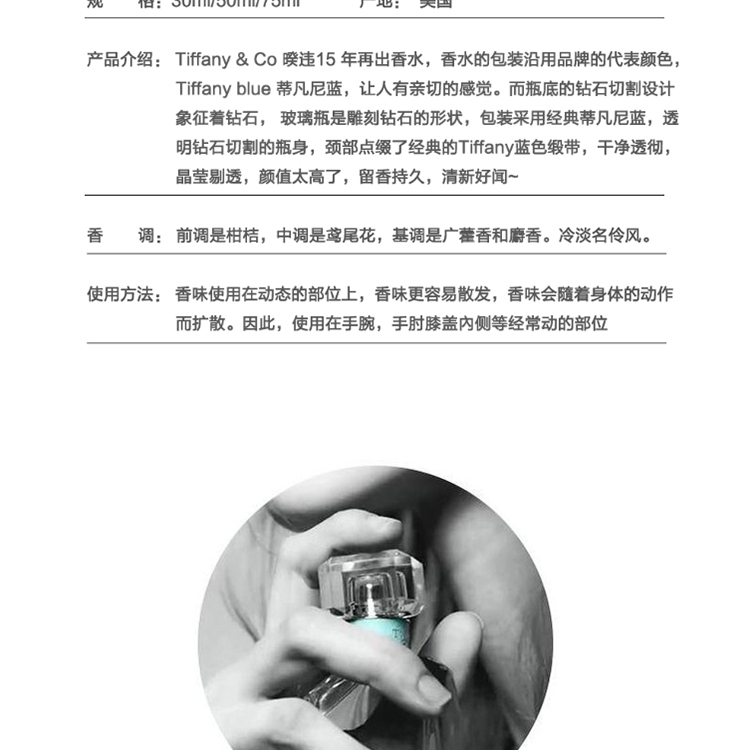 规 格：30ml/50ml/75ml 产地： 美国
产品介绍： Tiffany & Co 暌违15 年再出香水，香水的包装沿用品牌的代表颜色，
Tiffany blue 蒂凡尼蓝，让人有亲切的感觉。而瓶底的钻石切割设计
象征着钻石， 玻璃瓶是雕刻钻石的形状，包装采用经典蒂凡尼蓝，透
明钻石切割的瓶身，颈部点缀了经典的Tiffany蓝色缎带，干净透彻，
晶莹剔透，颜值太高了，留香持久，清新好闻~
香 调： 前调是柑桔，中调是鸢尾花，基调是广藿香和麝香。冷淡名伶风。
使用方法： 香味使用在动态的部位上，香味更容易散发，香味会随着身体的动作
而扩散。因此，使用在手腕，手肘膝盖内侧等经常动的部位